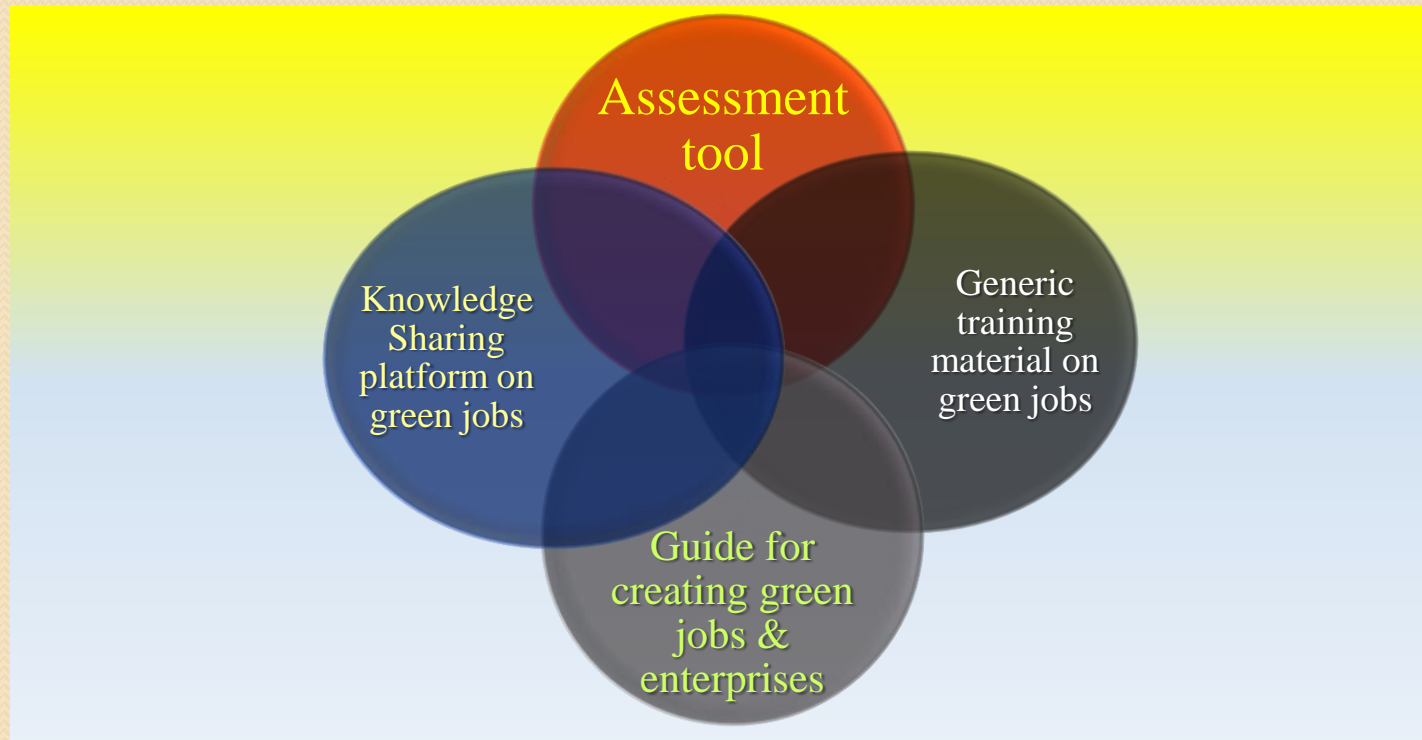 Assessment
tool
Knowledge
Sharing
platform on
green jobs
Generic
training
material on
green jobs
Guide for
creating green
jobs &
enterprises